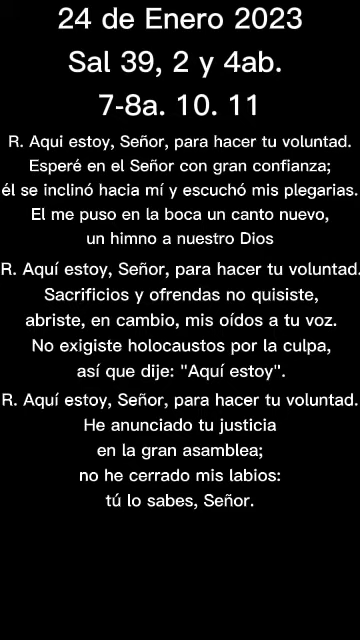 24 de Enero 2023
Sal 39, 2 y 4ab.
7-8a. 10. 11
R. Aqui estoy, Señor, para hacer tu voluntad.
Esperé en el Señor con gran confianza;
él se inclinó hacia mí y escuchó mis plegarias.
El me puso en la boca un canto nuevo,
un himno a nuestro Dios
R. Aquí estoy, Señor, para hacer tu voluntad.
Sacrificios y ofrendas no quisiste,
abriste, en cambio, mis oídos a tu voz.
No exigiste holocaustos por la culpa,
así que dije: "Aquí estoy".
R. Aquí estoy, Señor, para hacer tu voluntad.
He anunciado tu justicia
en la gran asamblea;
no he cerrado mis labios:
tú lo sabes, Señor.